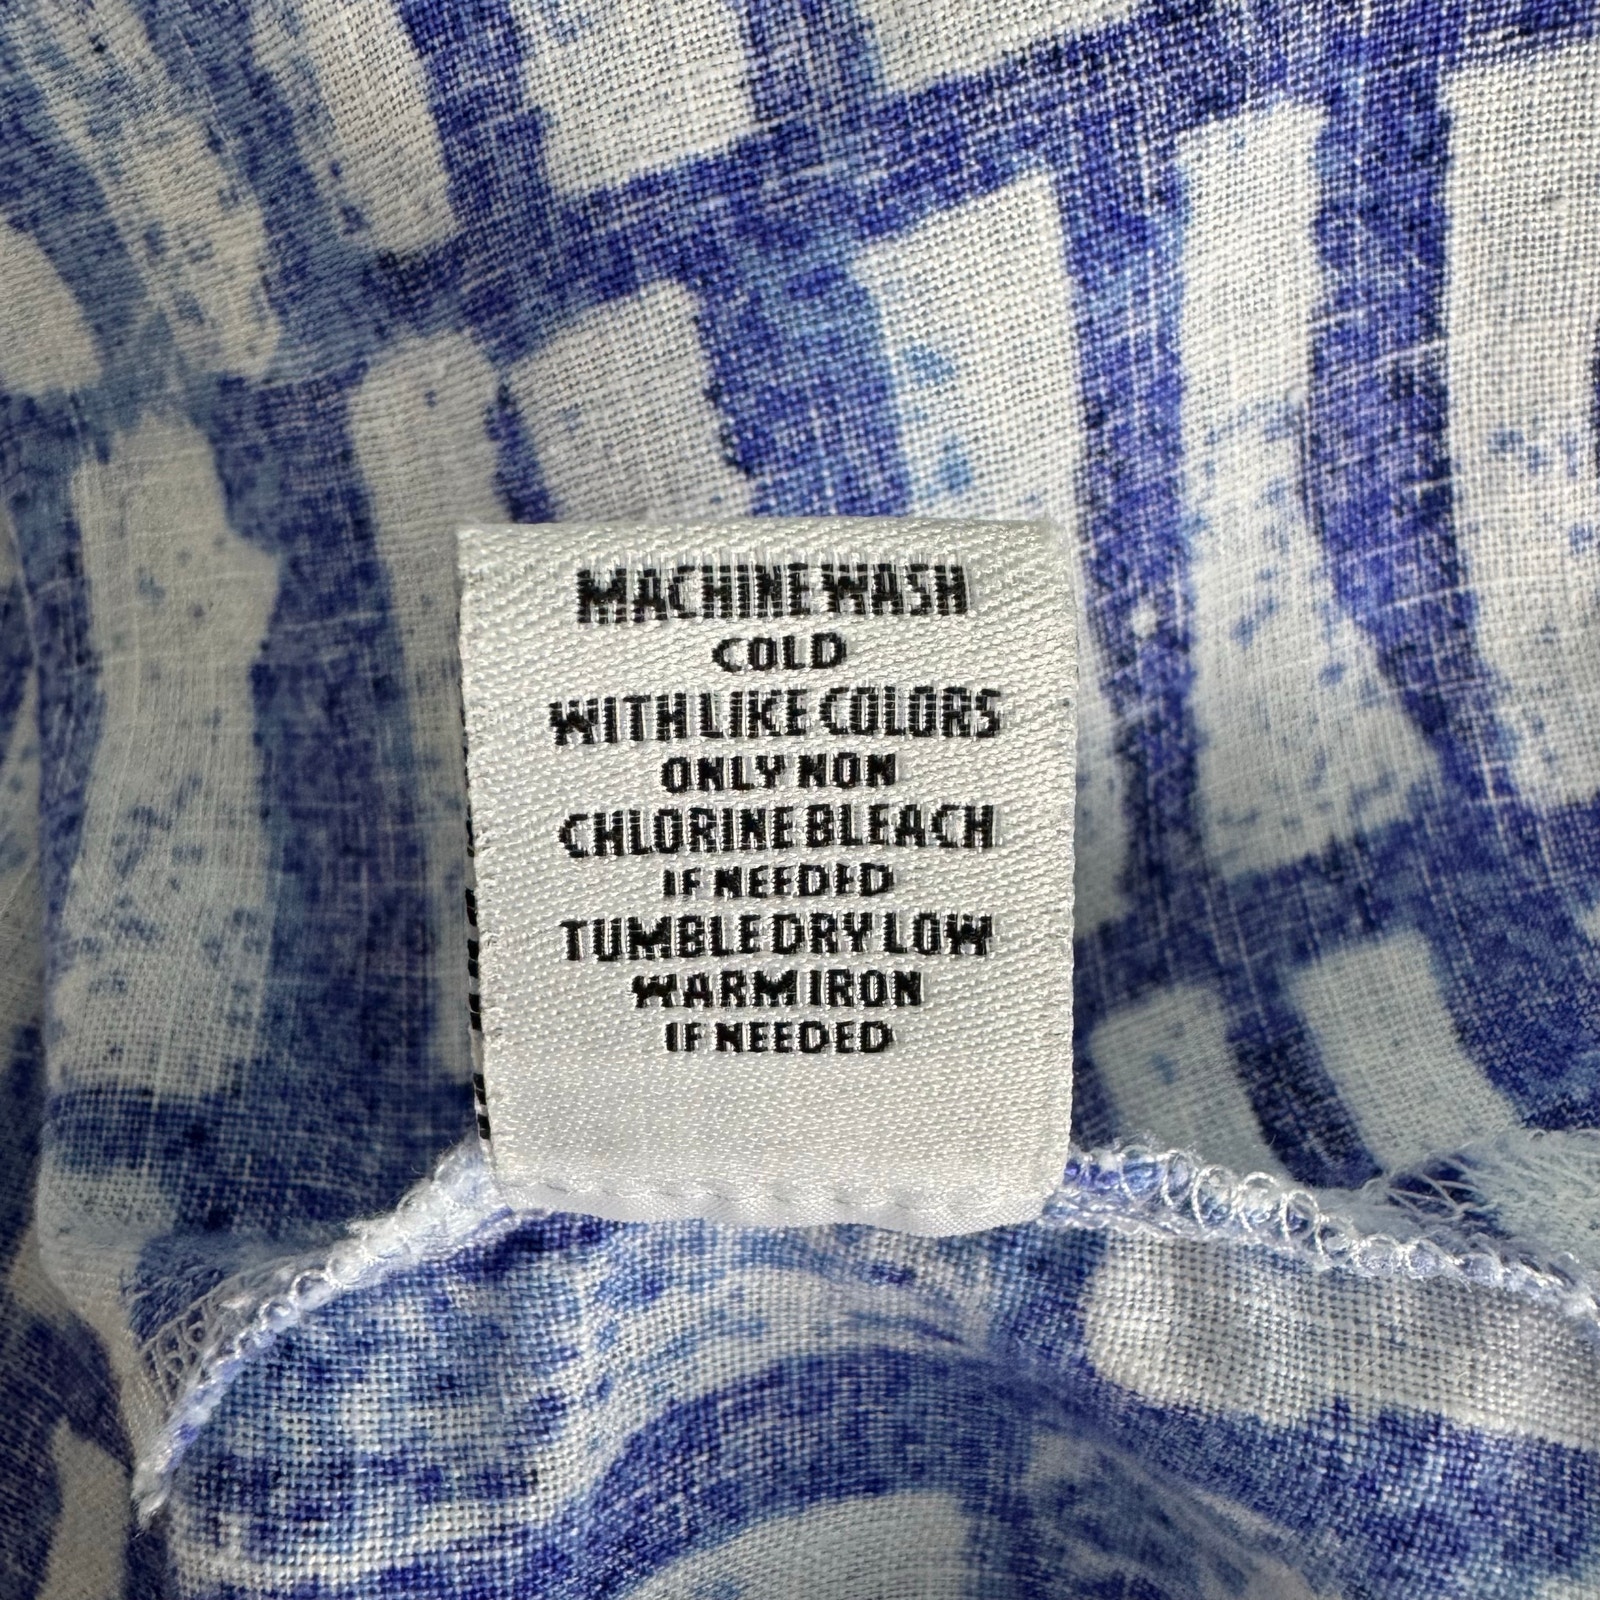 MACHINE WASH
COLD
WITH LIKE COLORS
ONLY NON
CHLORINE BLEACH
IF NEEDED
TUMBLE DRY LOW
WARM IRON
IF NEEDED